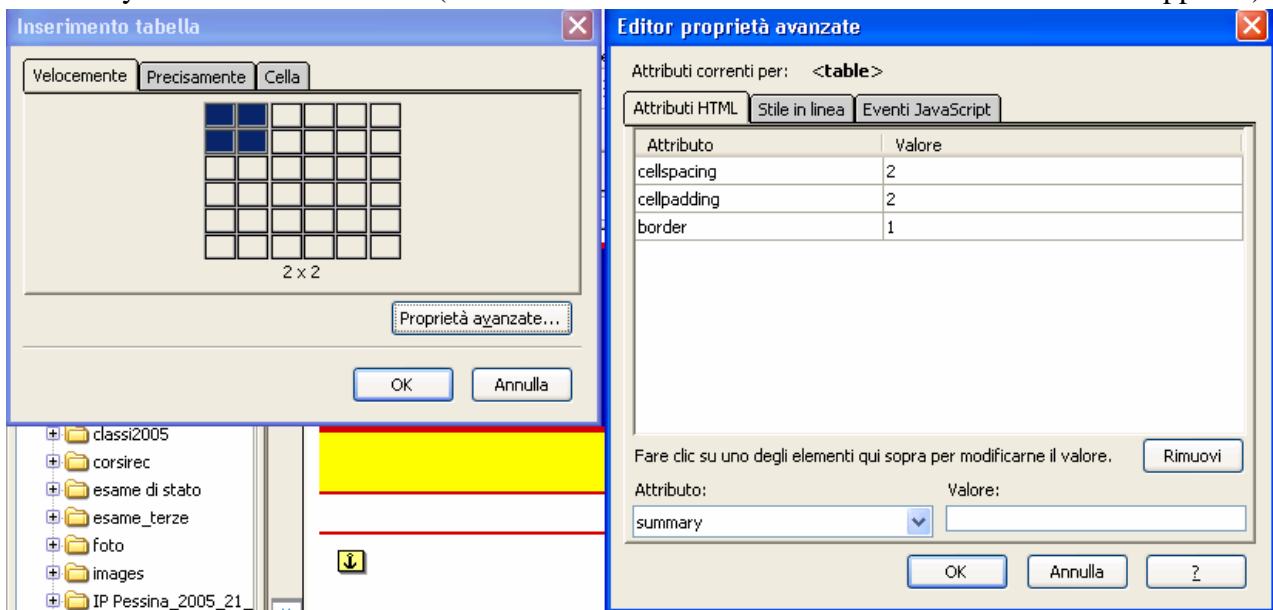 Inserimento tabella
Velocemente Precisamente Cella
2 x 2
Proprietà avanzate...
OK Annulla
classi2005
corsirec
esame di stato
esame_terze
foto
images
IP Pessina_2005_21_
Editor proprietà avanzate
Attributi correnti per: <table>
Attributi HTML Stile in linea Eventi JavaScript
Attributo Valore
cellspacing 2
cellpadding 2
border 1
Fare clic su uno degli elementi qui sopra per modificarne il valore. Rimuovi
Attributo: Valore:
summary
OK Annulla ?